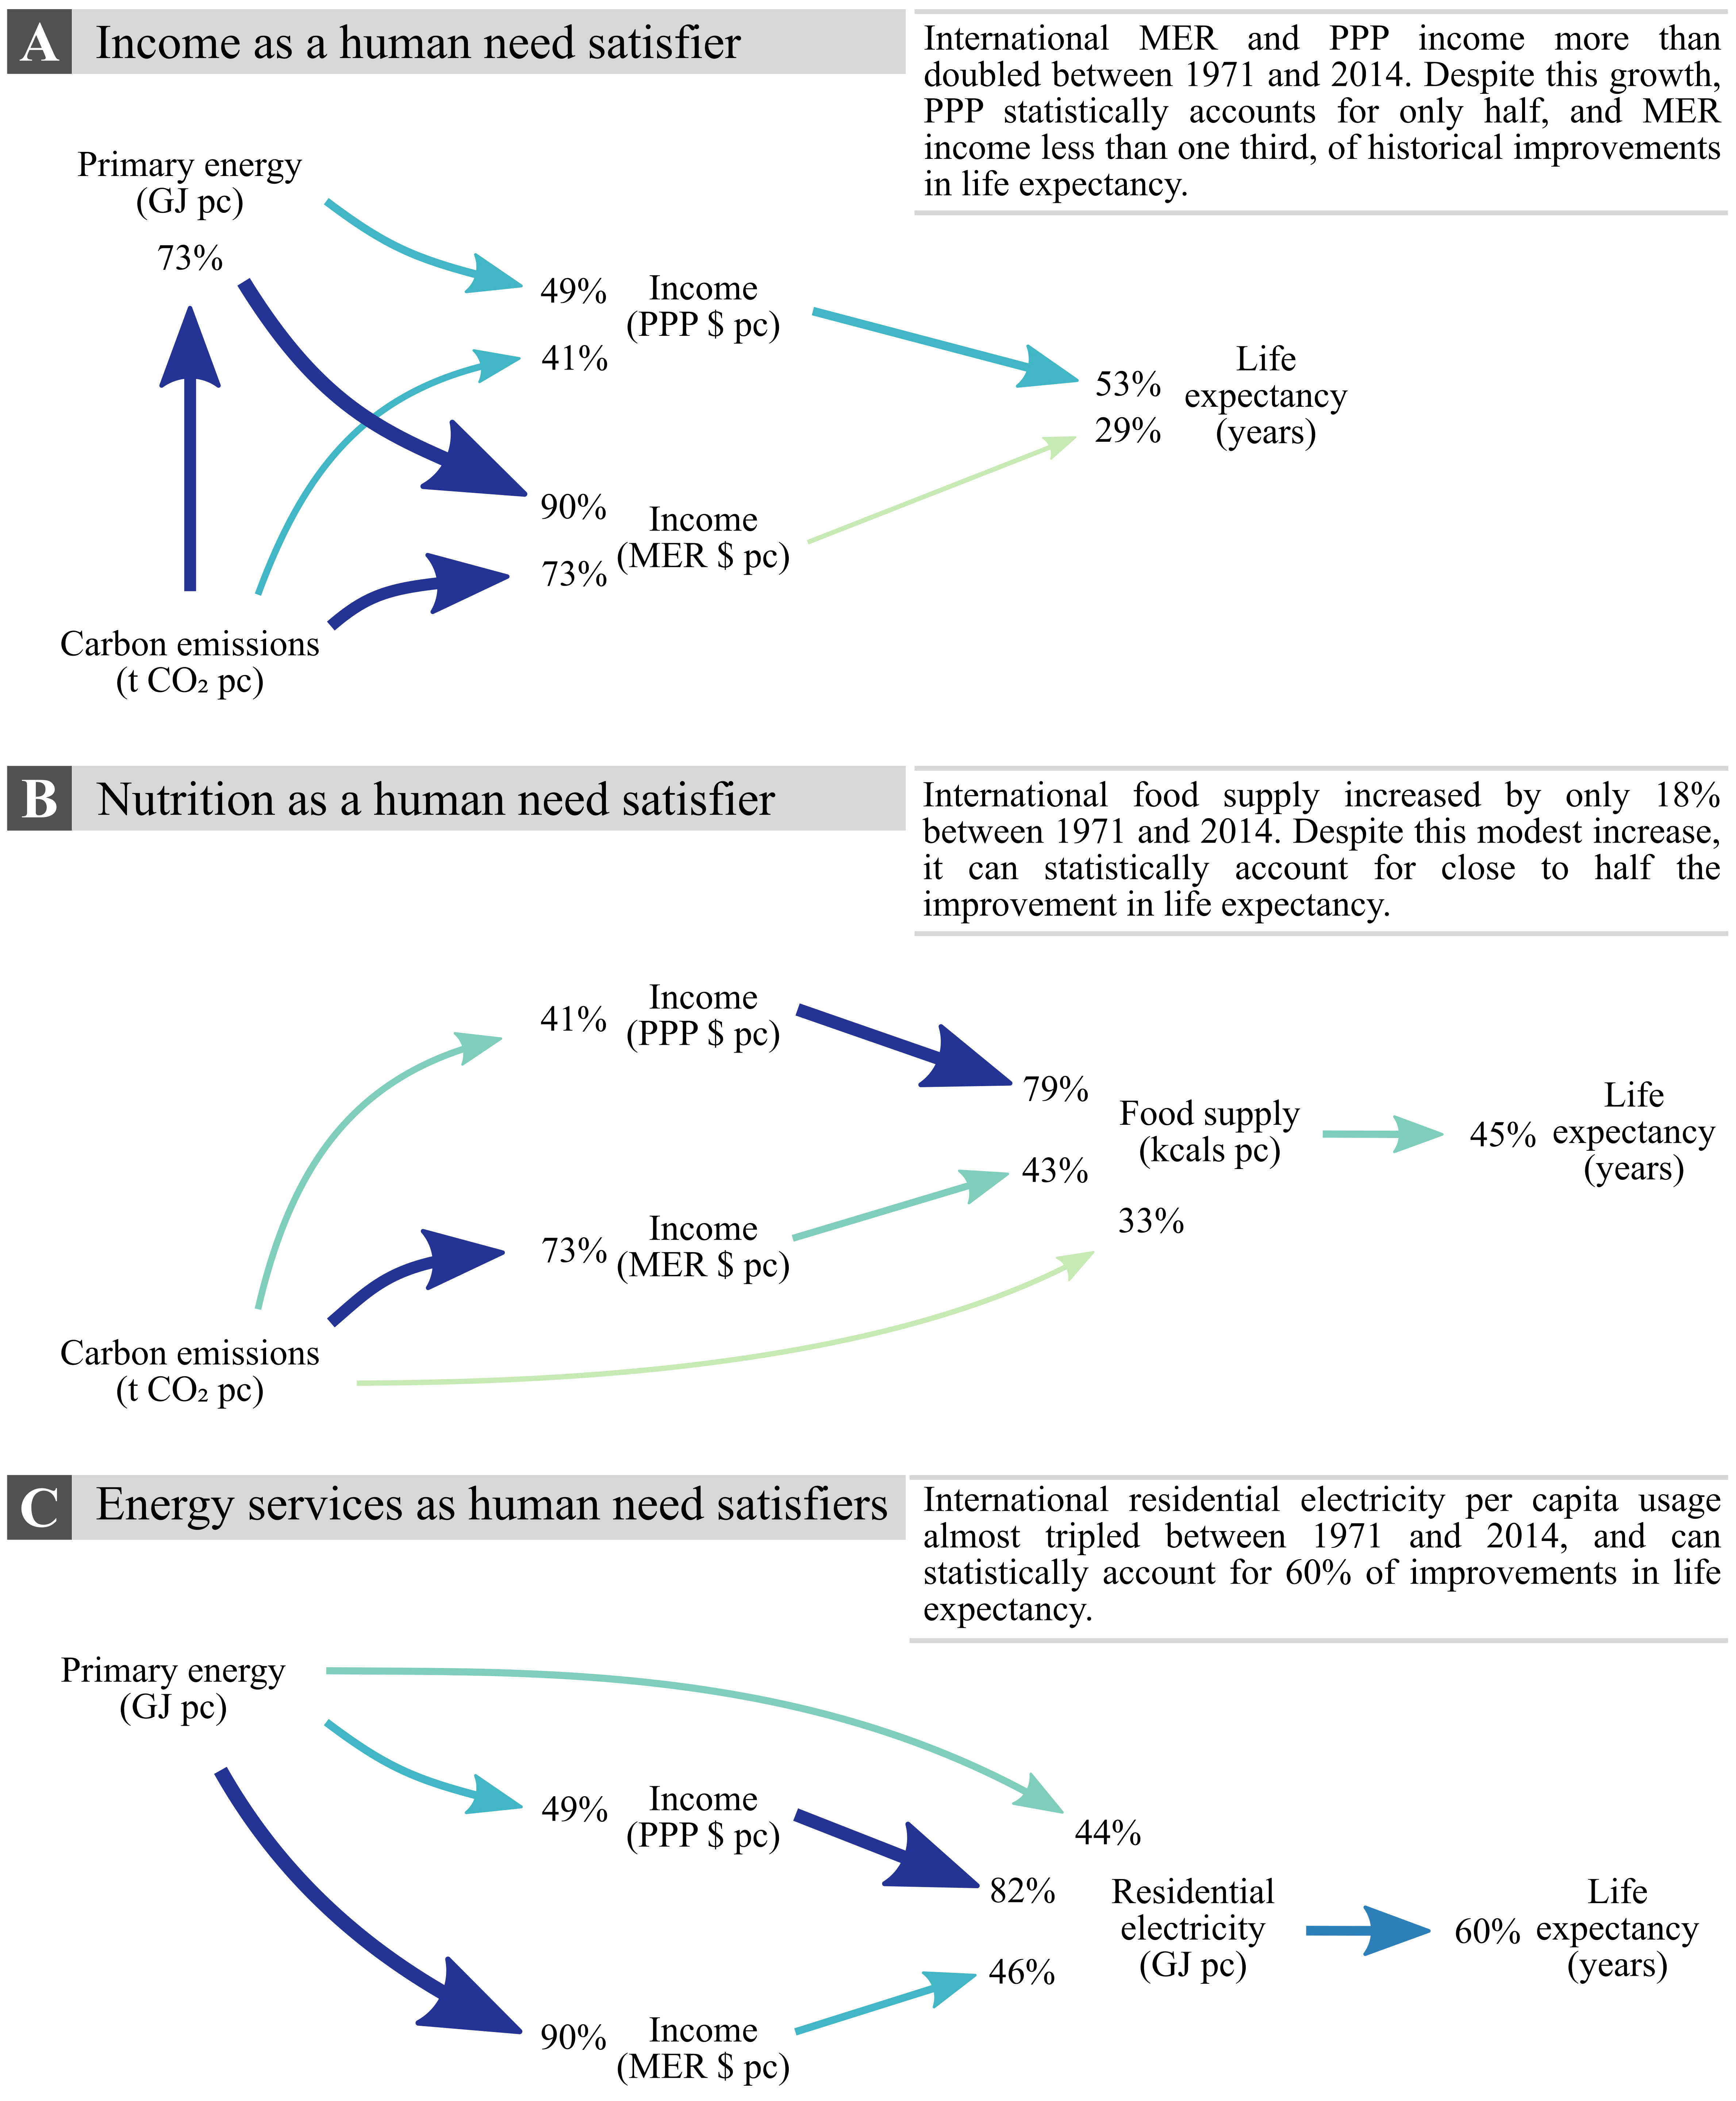 A Income as a human need satisfier
International MER and PPP income more than
doubled between 1971 and 2014. Despite this growth,
PPP statistically accounts for only half, and MER
income less than one third, of historical improvements
in life expectancy.
Primary energy
(GJ pc)
73%
49%
Income
(PPP $ pc)
41%
53%
29%
Life
expectancy
(years)
90%
Income
(MER $ pc)
73%
Carbon emissions
(t CO₂ pc)
B Nutrition as a human need satisfier
International food supply increased by only 18%
between 1971 and 2014. Despite this modest increase,
it can statistically account for close to half the
improvement in life expectancy.
41%
Income
(PPP $ pc)
79%
Food supply
(kcals pc)
43%
33%
45%
Life
expectancy
(years)
73%
Income
(MER $ pc)
Carbon emissions
(t CO₂ pc)
C Energy services as human need satisfiers
International residential electricity per capita usage
almost tripled between 1971 and 2014, and can
statistically account for 60% of improvements in life
expectancy.
Primary energy
(GJ pc)
49%
Income
(PPP $ pc)
44%
82%
Residential
electricity
(GJ pc)
46%
60%
Life
expectancy
(years)
90%
Income
(MER $ pc)